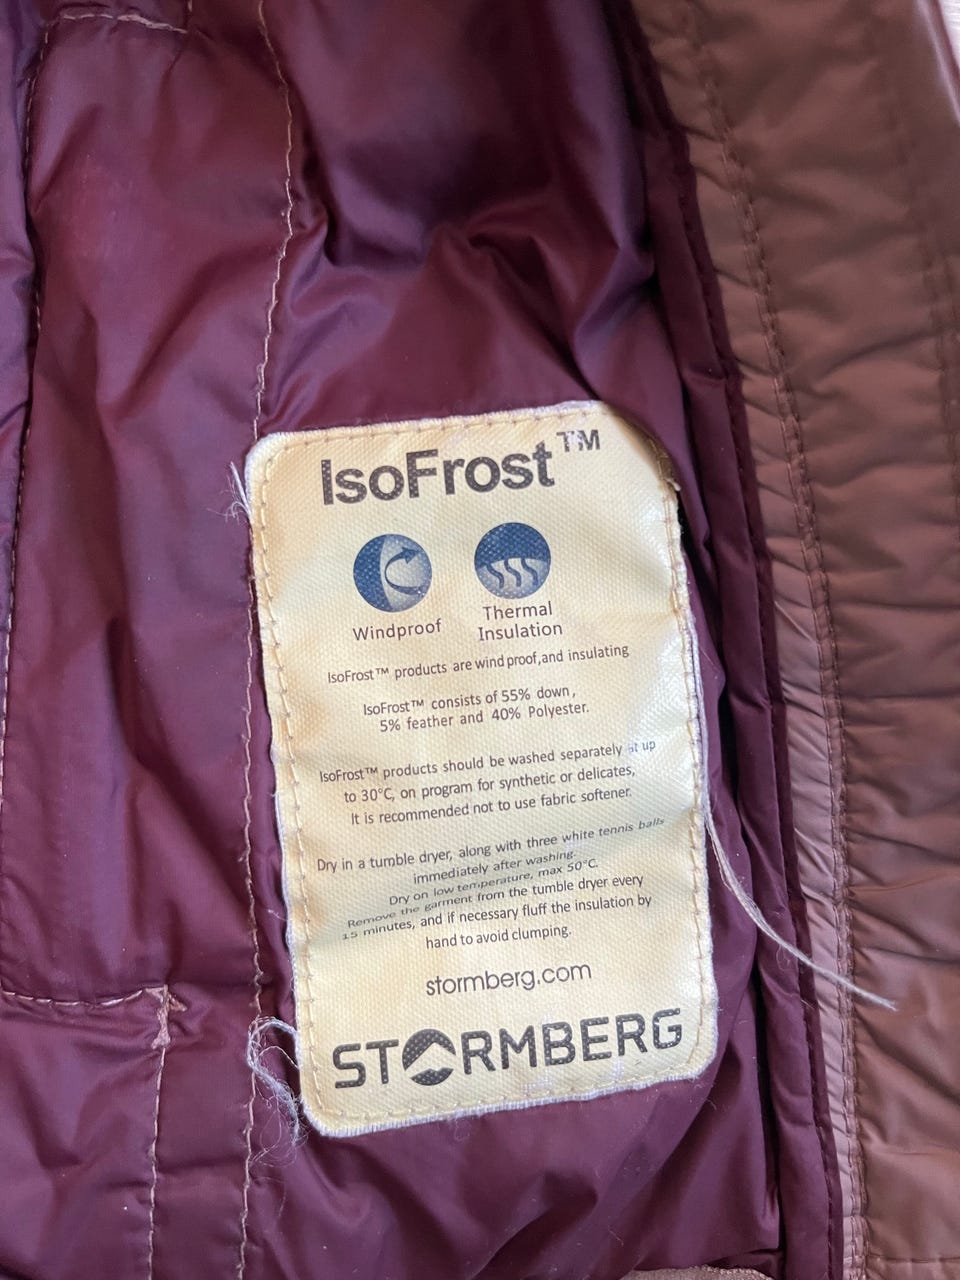 IsoFrost™
Windproof
Thermal
Insulation
IsoFrost™ products are wind proof,and insulating
IsoFrost™ consists of 55% down,
5% feather and 40% Polyester.
IsoFrost™ products should be washed separately at up
to 30°C, on program for synthetic or delicates,
It is recommended not to use fabric softener.
Dry in a tumble dryer, along with three white tennis balls
immediately after washing.
Dry on low temperature, max 50°C.
Remove the garment from the tumble dryer every
15 minutes, and if necessary fluff the insulation by
hand to avoid clumping.
stormberg.com
STORMBERG